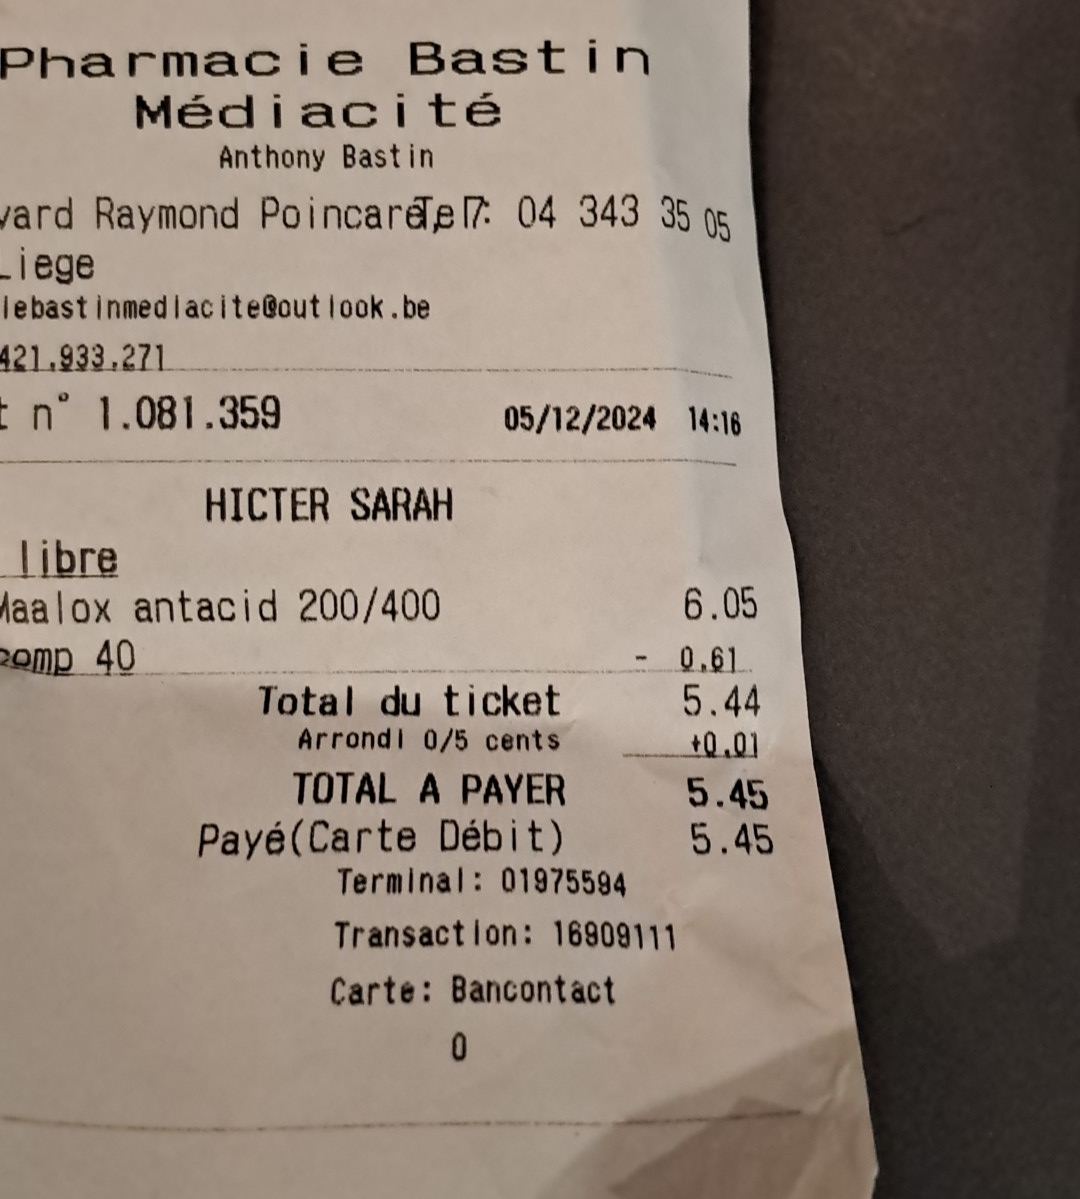 Pharmacie Bastin
Médiacité
Anthony Bastin
vard Raymond Poincaré, 7 Tel: 04 343 35 05
Liege
iebastinmediacite@outlook.be
421.933.271
t n° 1.081.359 05/12/2024 14:16
HICTER SARAH
libre
Maalox antacid 200/400 6.05
comp 40 - 0.61
Total du ticket 5.44
Arrondi 0/5 cents +0.01
TOTAL A PAYER 5.45
Payé(Carte Débit) 5.45
Terminal: 01975594
Transaction: 16909111
Carte: Bancontact
0